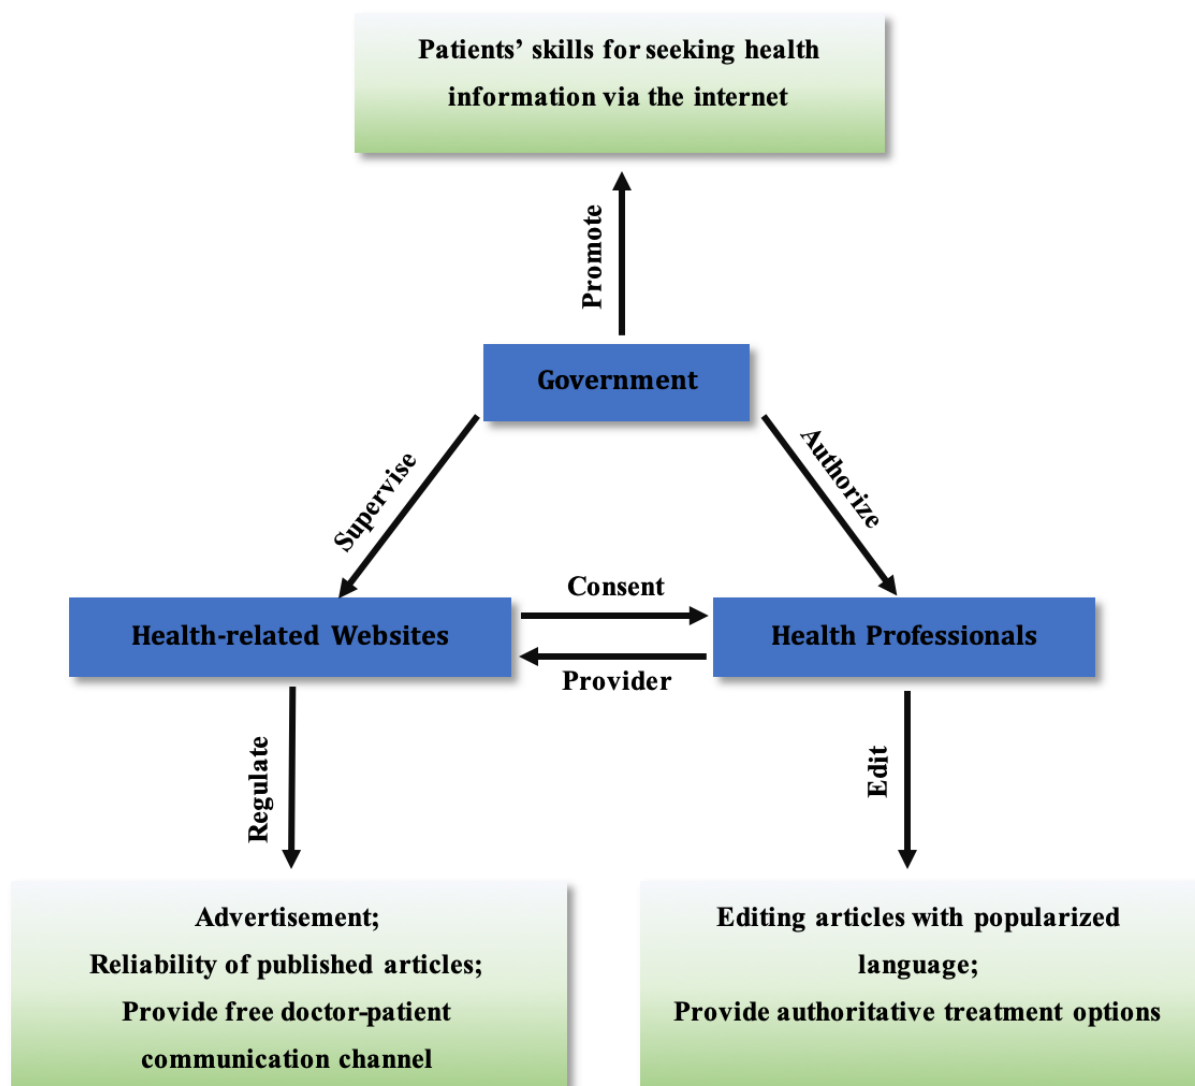 Patients’ skills for seeking health
information via the internet
Promote
Government
Supervise
Authorize
Consent
Health-related Websites
Health Professionals
Provider
Regulate
Edit
Advertisement;
Reliability of published articles;
Provide free doctor-patient
communication channel
Editing articles with popularized
language;
Provide authoritative treatment options